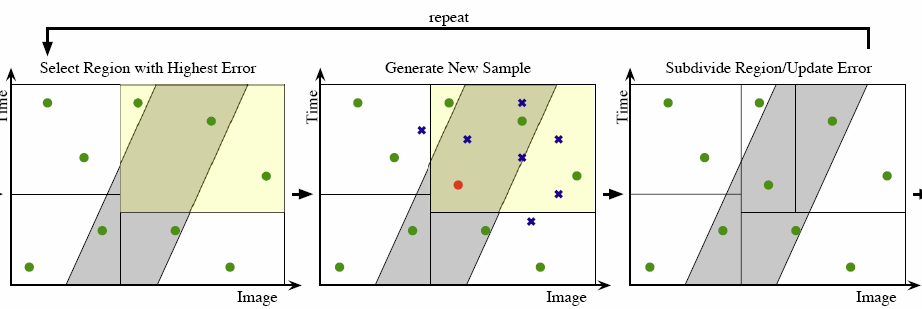 repeat
Select Region with Highest Error
Generate New Sample
Subdivide Region/Update Error
Time
Time
Time
Image
Image
Image